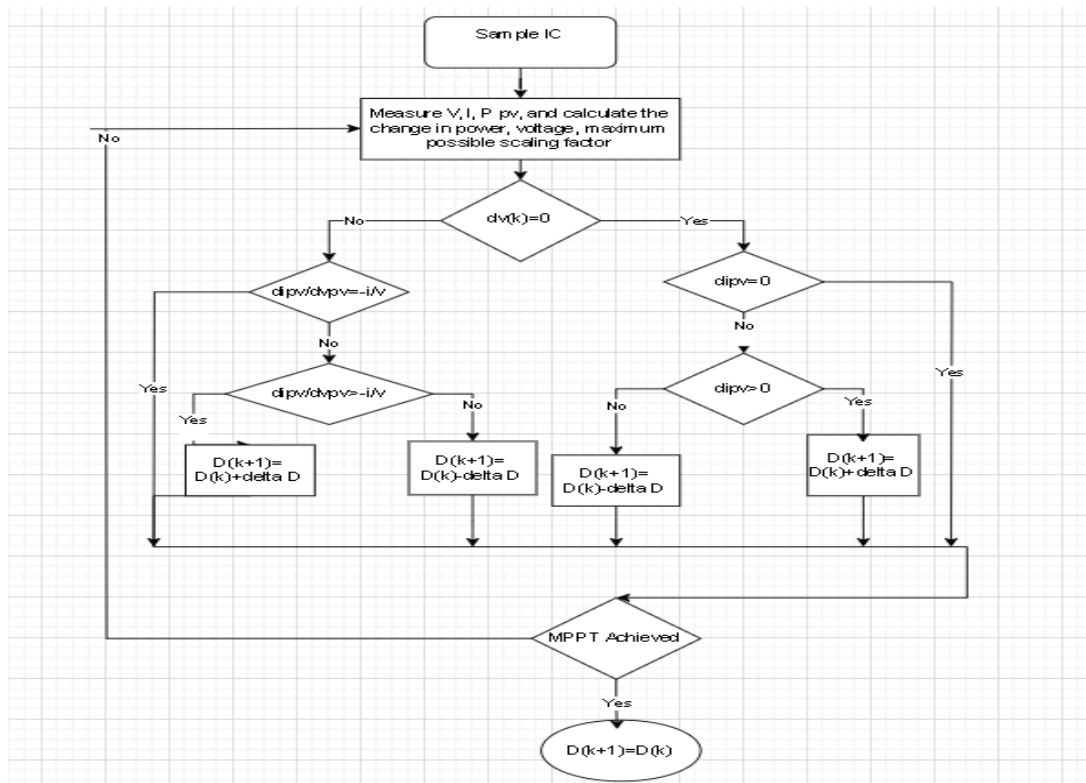 Sample IC
Measure V, I, P pv, and calculate the
change in power, voltage, maximum
possible scaling factor
No
dv(k)=0
No
Yes
dipv/dvpv=-i/v
dipv=0
No
No
Yes
Yes
dipv/dvpv>-i/v
dipv>0
Yes
No
No
Yes
D(k+1)=
D(k)+delta D
D(k+1)=
D(k)-delta D
D(k+1)=
D(k)-delta D
D(k+1)=
D(k)+delta D
MPPT Achieved
Yes
D(k+1)=D(k)